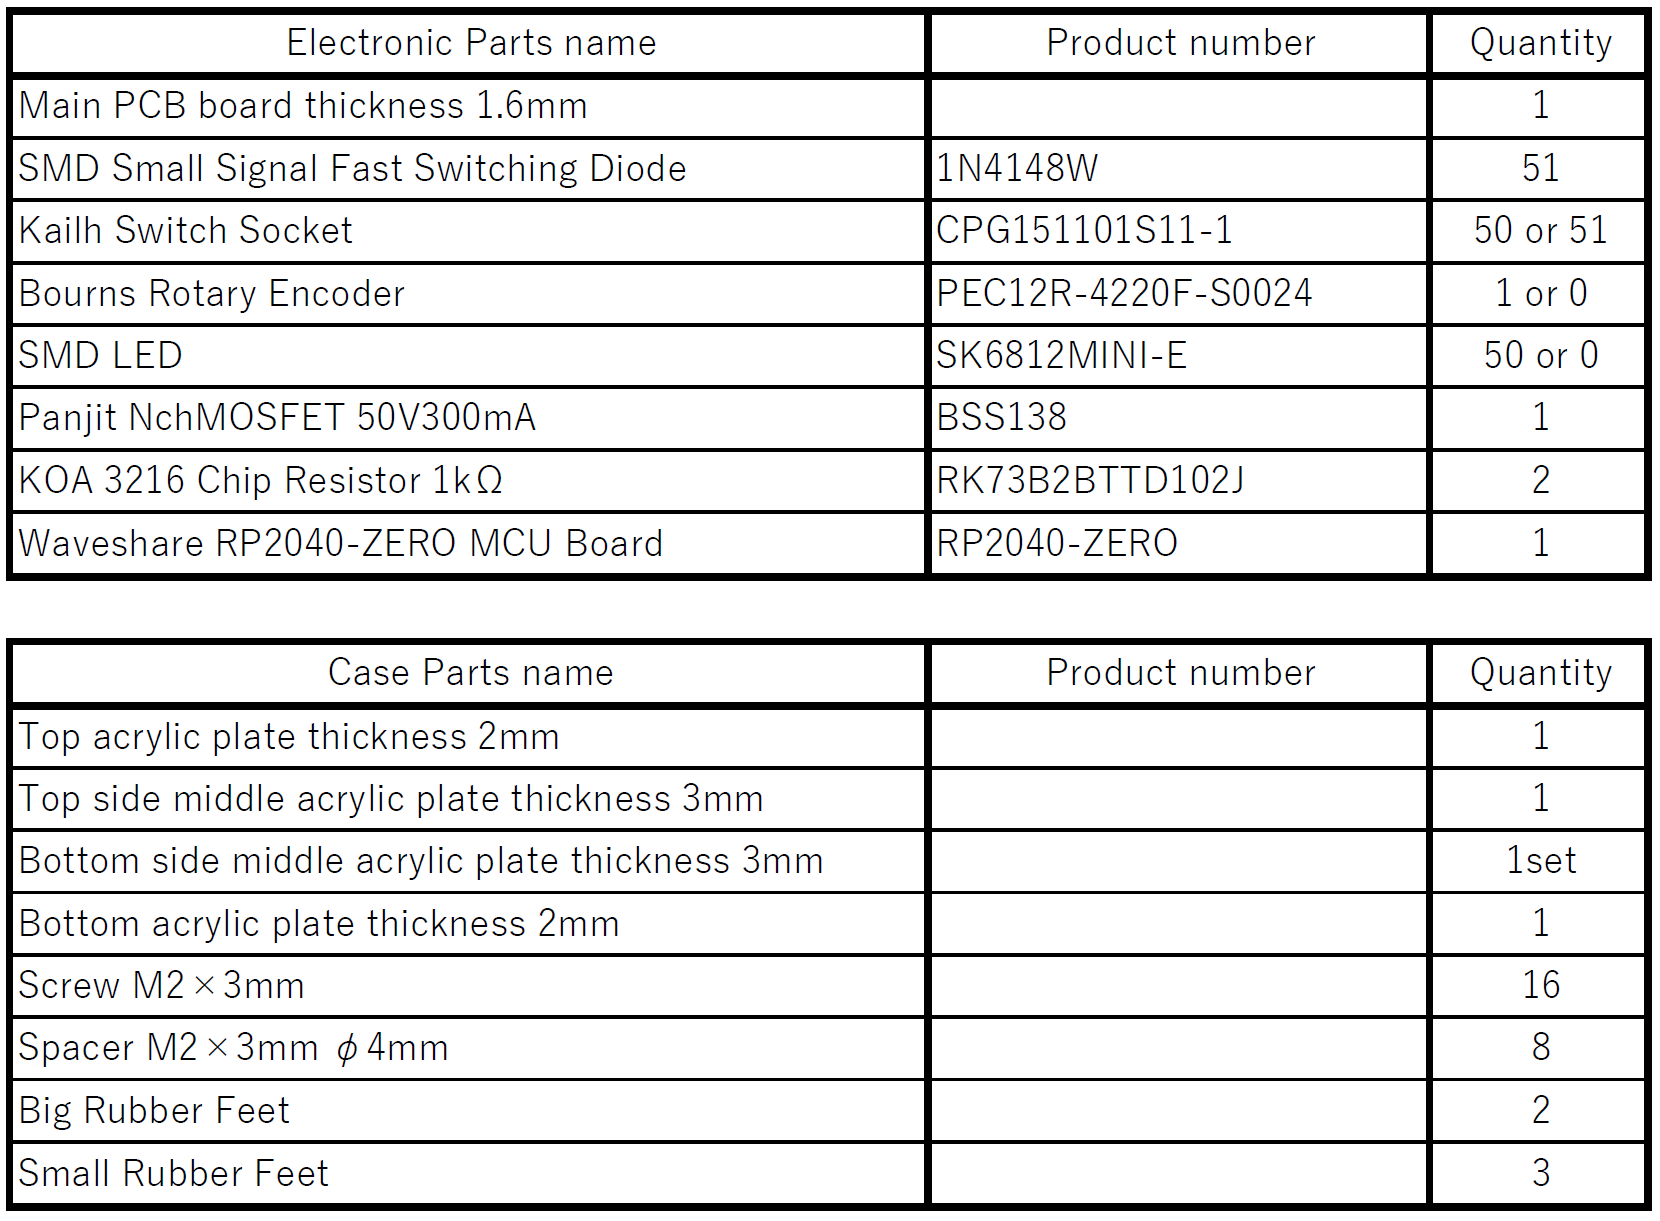 Electronic Parts name Product number Quantity
Main PCB board thickness 1.6mm 1
SMD Small Signal Fast Switching Diode 1N4148W 51
Kailh Switch Socket CPG151101S11-1 50 or 51
Bourns Rotary Encoder PEC12R-4220F-S0024 1 or 0
SMD LED SK6812MINI-E 50 or 0
Panjit NchMOSFET 50V300mA BSS138 1
KOA 3216 Chip Resistor 1kΩ RK73B2BTTD102J 2
Waveshare RP2040-ZERO MCU Board RP2040-ZERO 1
Case Parts name Product number Quantity
Top acrylic plate thickness 2mm 1
Top side middle acrylic plate thickness 3mm 1
Bottom side middle acrylic plate thickness 3mm 1set
Bottom acrylic plate thickness 2mm 1
Screw M2×3mm 16
Spacer M2×3mm φ4mm 8
Big Rubber Feet 2
Small Rubber Feet 3